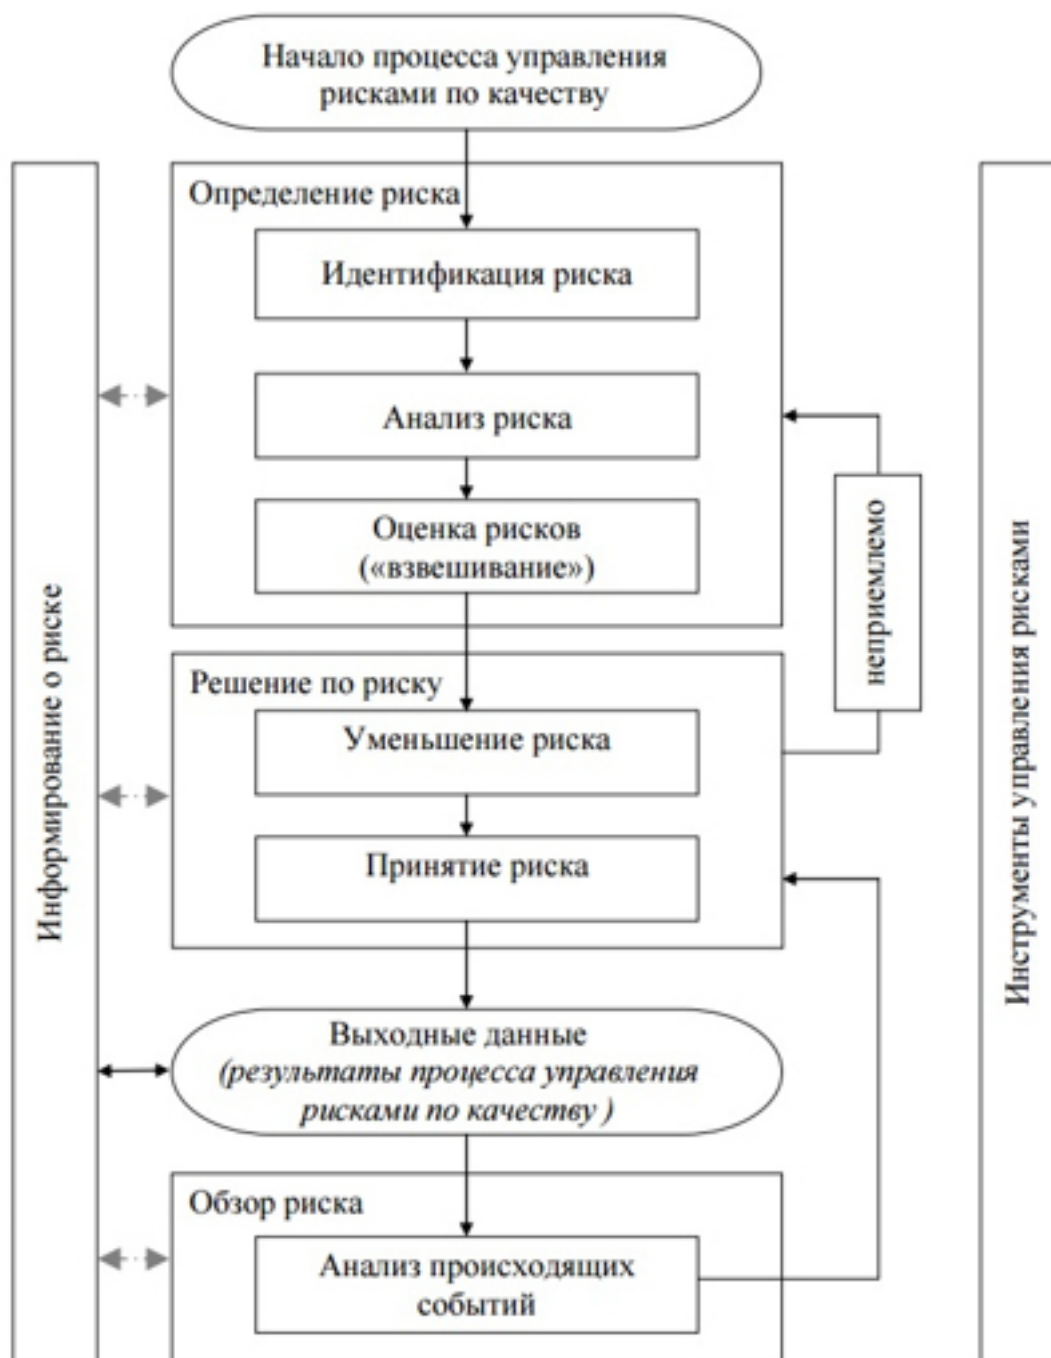 Начало процесса управления
рисками по качеству
Определение риска
Идентификация риска
Анализ риска
Оценка рисков
(«взвешивание»)
неприемлемо
Решение по риску
Уменьшение риска
Принятие риска
Выходные данные
(результаты процесса управления
рисками по качеству )
Обзор риска
Анализ происходящих
событий
Информирование о риске
Инструменты управления рисками